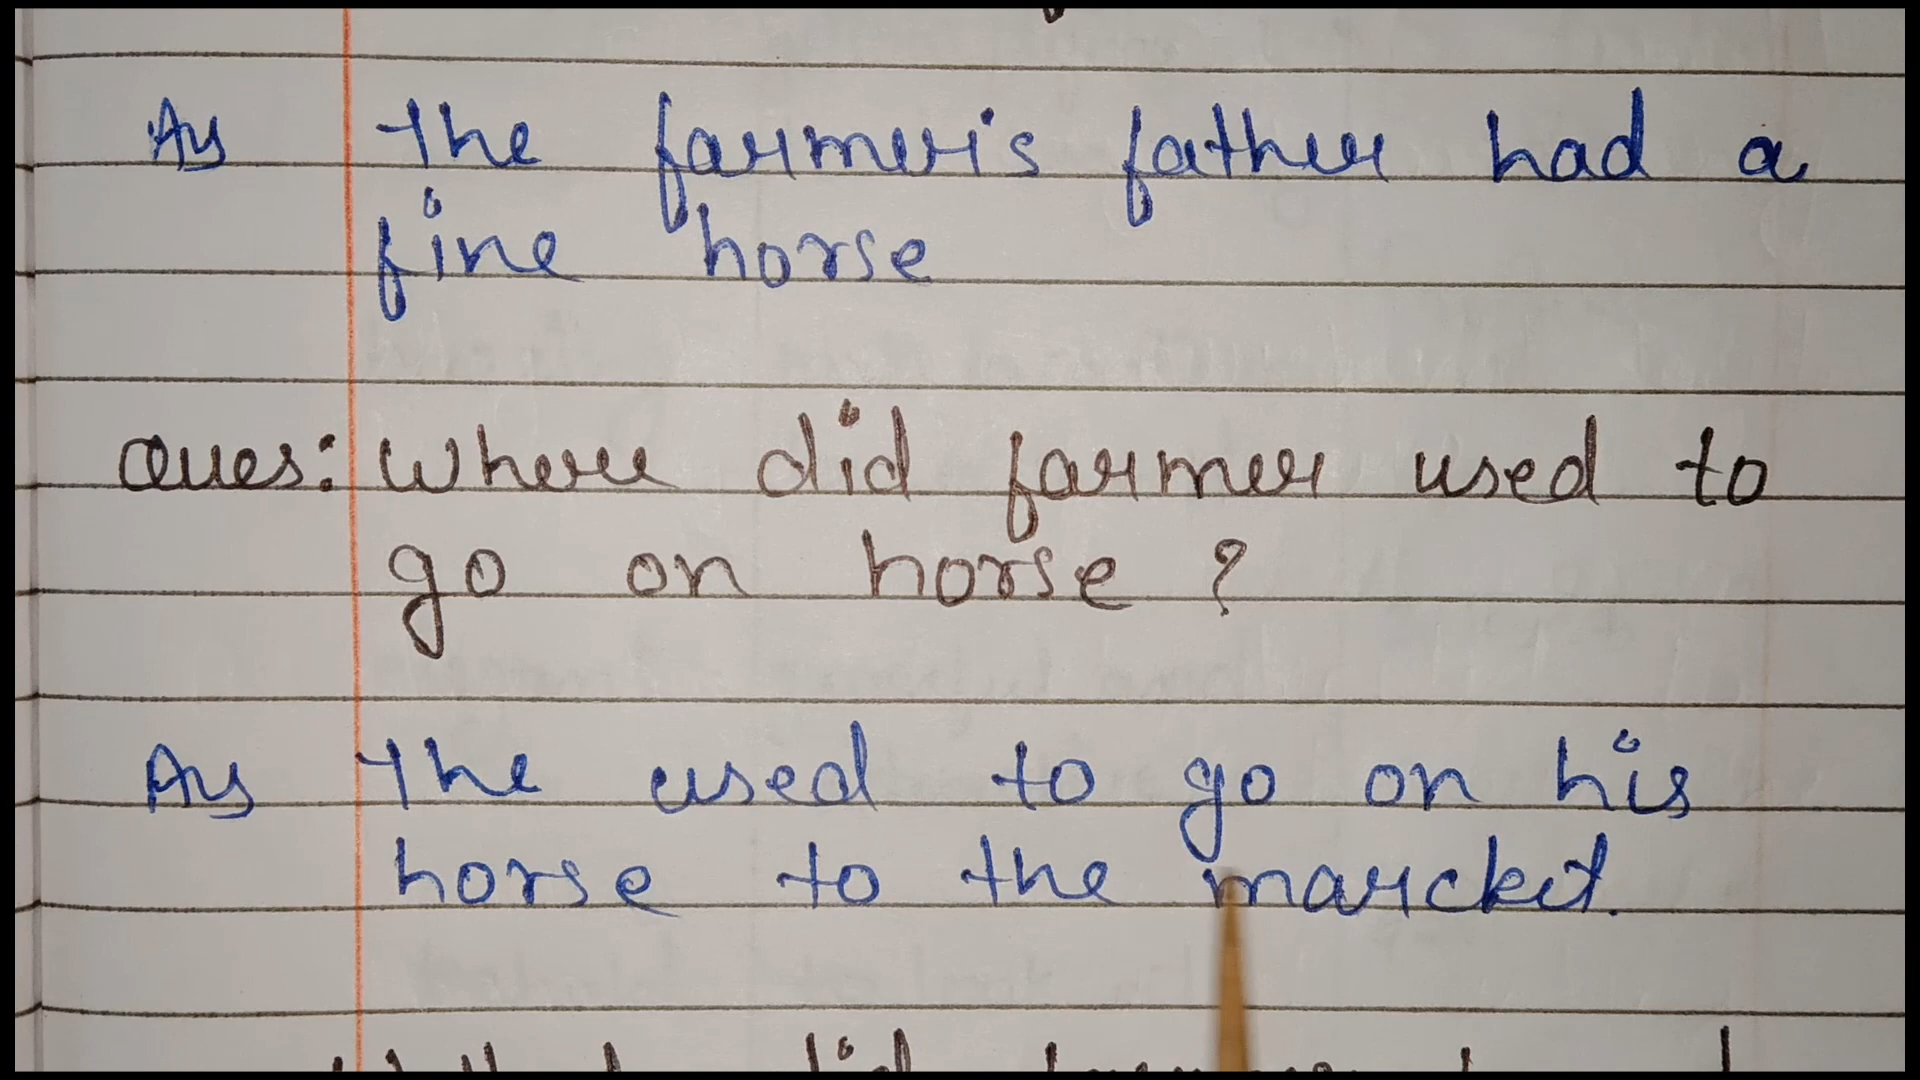 Ans The farmer's father had a
fine horse
Ques: Where did farmer used to
go on horse ?
Ans The used to go on his
horse to the marcket.
did